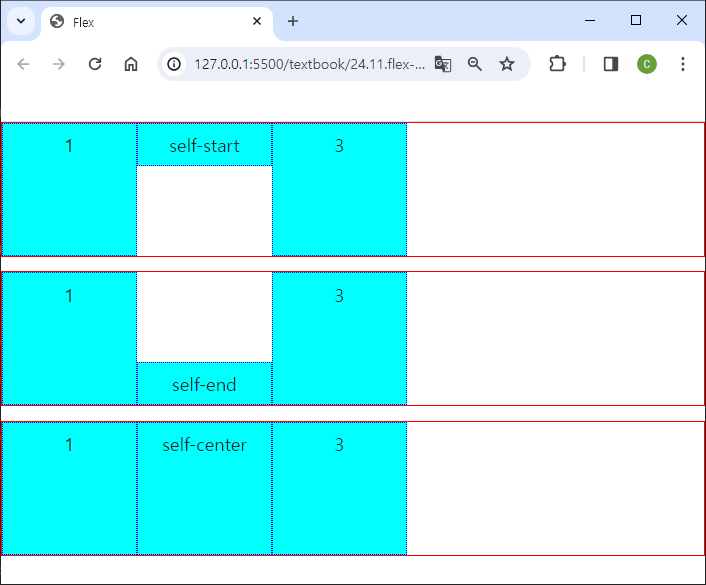 Flex
127.0.0.1:5500/textbook/24.11.flex-...
C
1 self-start 3
1 3
self-end
1 self-center 3